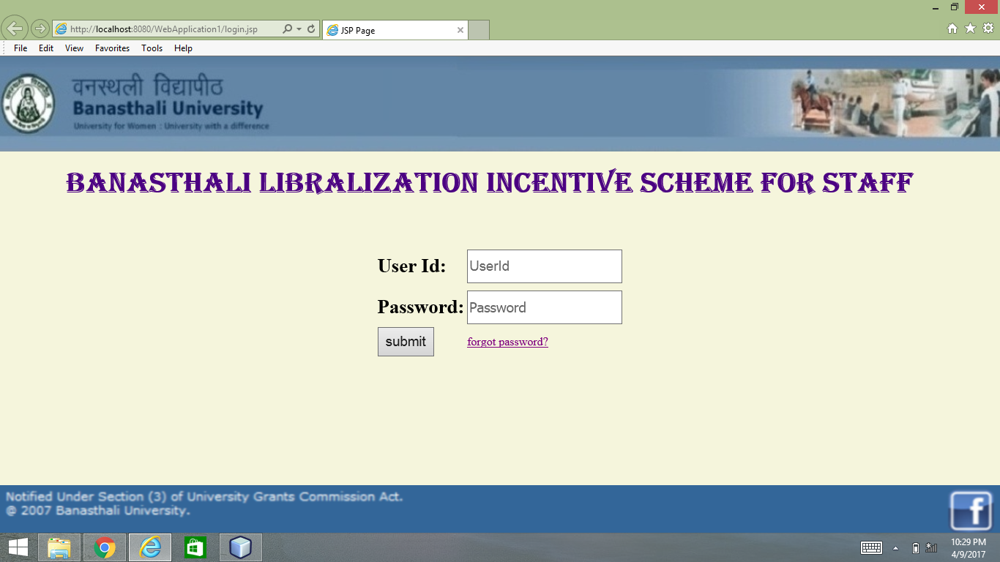 http://localhost:8080/WebApplication1/login.jsp
JSP Page
File Edit View Favorites Tools Help
वनस्थली विद्यापीठ
Banasthali University
University for Women : University with a difference
BANASTHALI LIBRALIZATION INCENTIVE SCHEME FOR STAFF
User Id: UserId
Password: Password
submit forgot password?
Notified Under Section (3) of University Grants Commission Act.
@ 2007 Banasthali University.
f
10:29 PM
4/9/2017